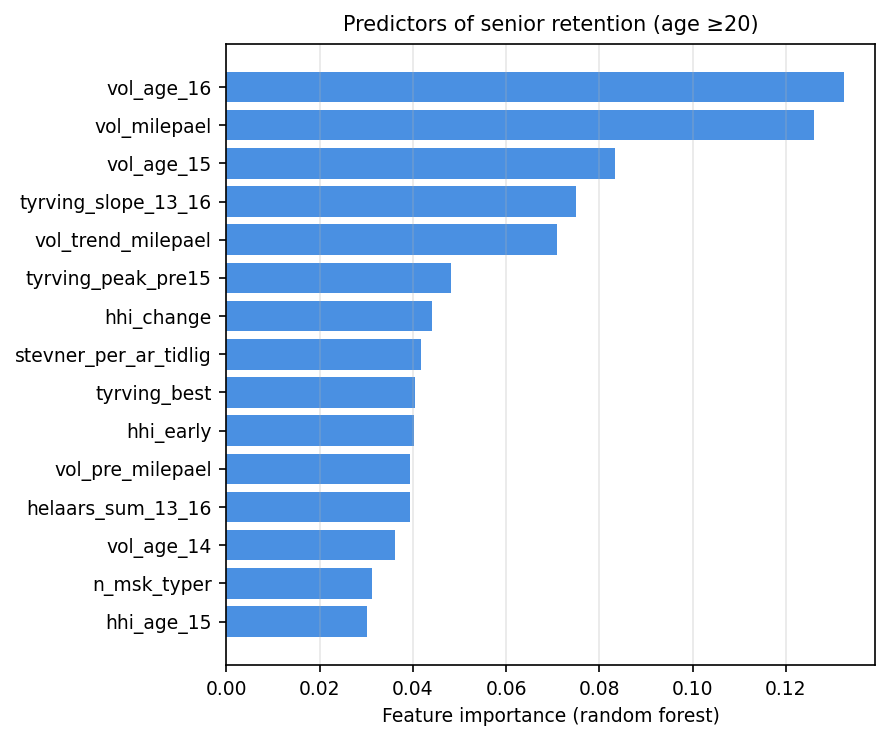 Predictors of senior retention (age ≥20)
vol_age_16
vol_milepael
vol_age_15
tyrving_slope_13_16
vol_trend_milepael
tyrving_peak_pre15
hhi_change
stevner_per_ar_tidlig
tyrving_best
hhi_early
vol_pre_milepael
helaars_sum_13_16
vol_age_14
n_msk_typer
hhi_age_15
0.00 0.02 0.04 0.06 0.08 0.10 0.12
Feature importance (random forest)